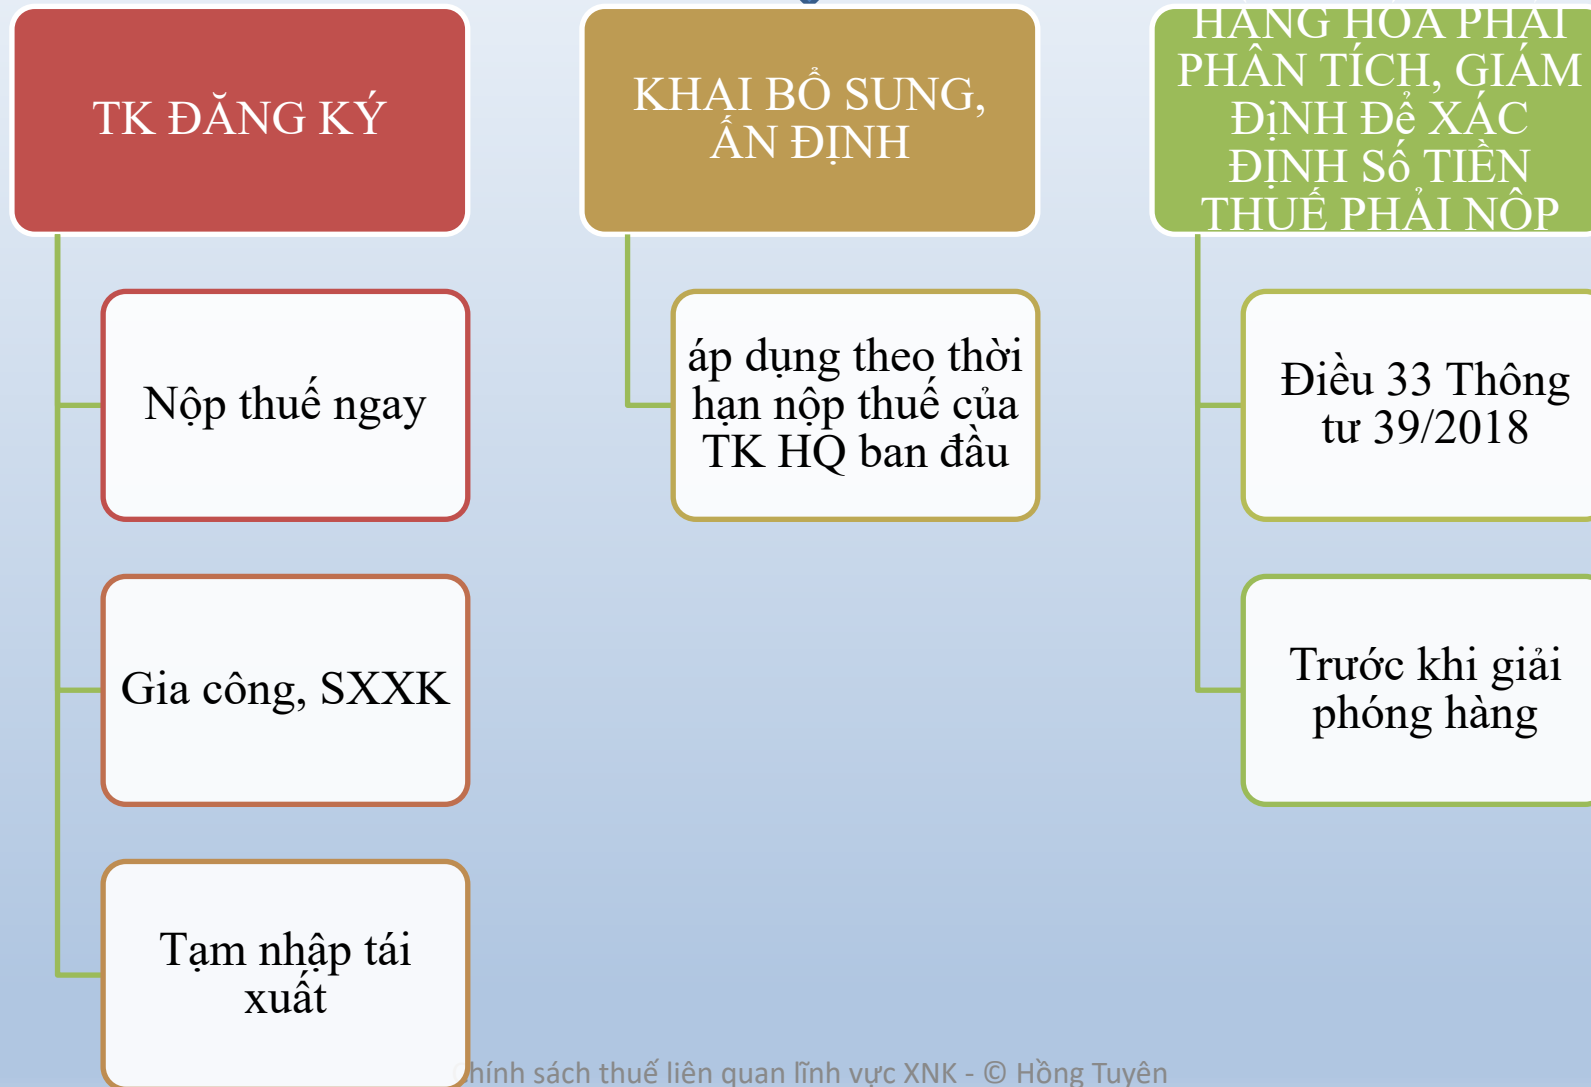 TK ĐĂNG KÝ
Nộp thuế ngay
Gia công, SXXK
Tạm nhập tái
xuất
KHAI BỔ SUNG,
ẤN ĐỊNH
áp dụng theo thời
hạn nộp thuế của
TK HQ ban đầu
HÀNG HÓA PHẢI
PHÂN TÍCH, GIÁM
ĐịNH Để XÁC
ĐỊNH Số TIỀN
THUẾ PHẢI NỘP
Điều 33 Thông
tư 39/2018
Trước khi giải
phóng hàng
Chính sách thuế liên quan lĩnh vực XNK - © Hồng Tuyên